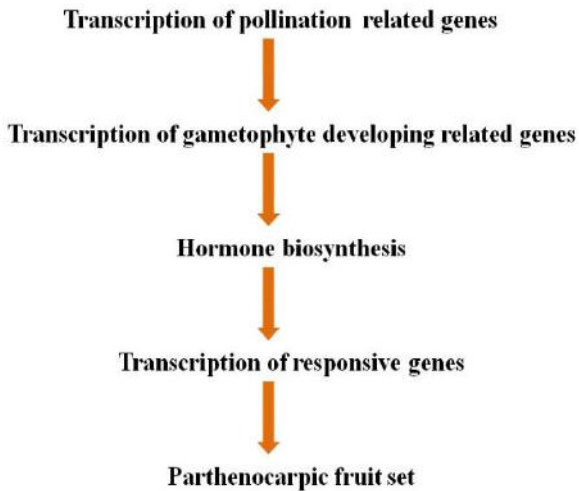 Transcription of pollination related genes
Transcription of gametophyte developing related genes
Hormone biosynthesis
Transcription of responsive genes
Parthenocarpic fruit set